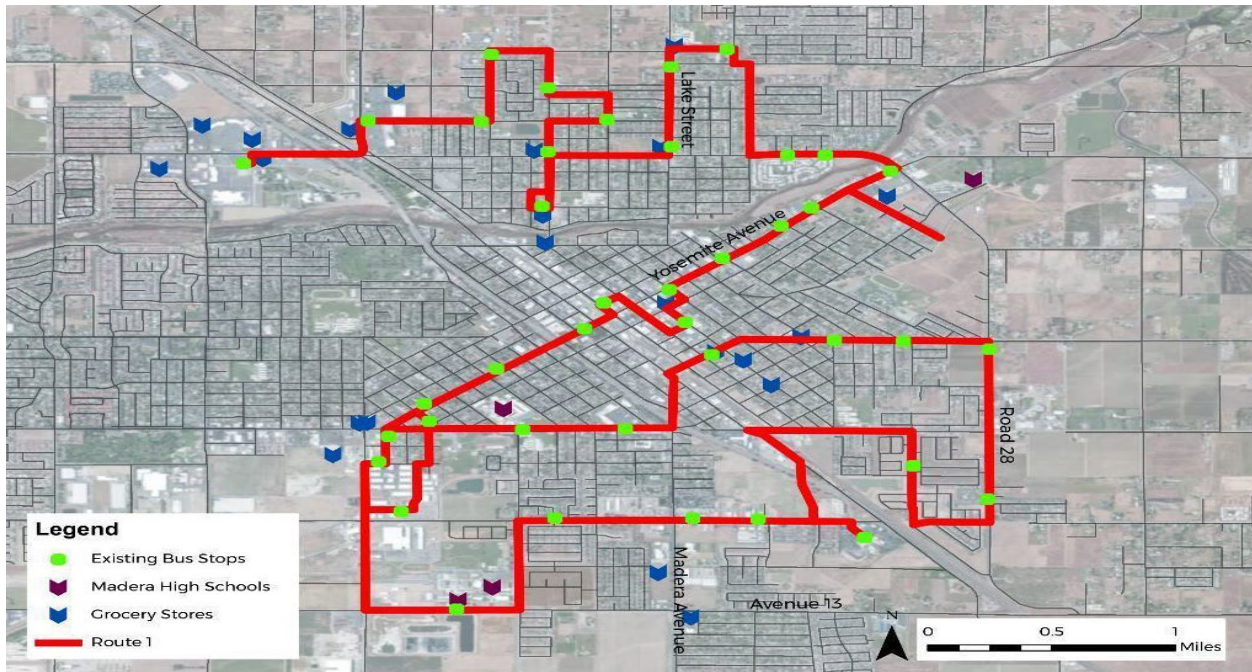 Lake Street
Yosemite Avenue
Road 28
Madera Avenue
Avenue 13
Legend
Existing Bus Stops
Madera High Schools
Grocery Stores
Route 1
N
0 0.5 1
Miles